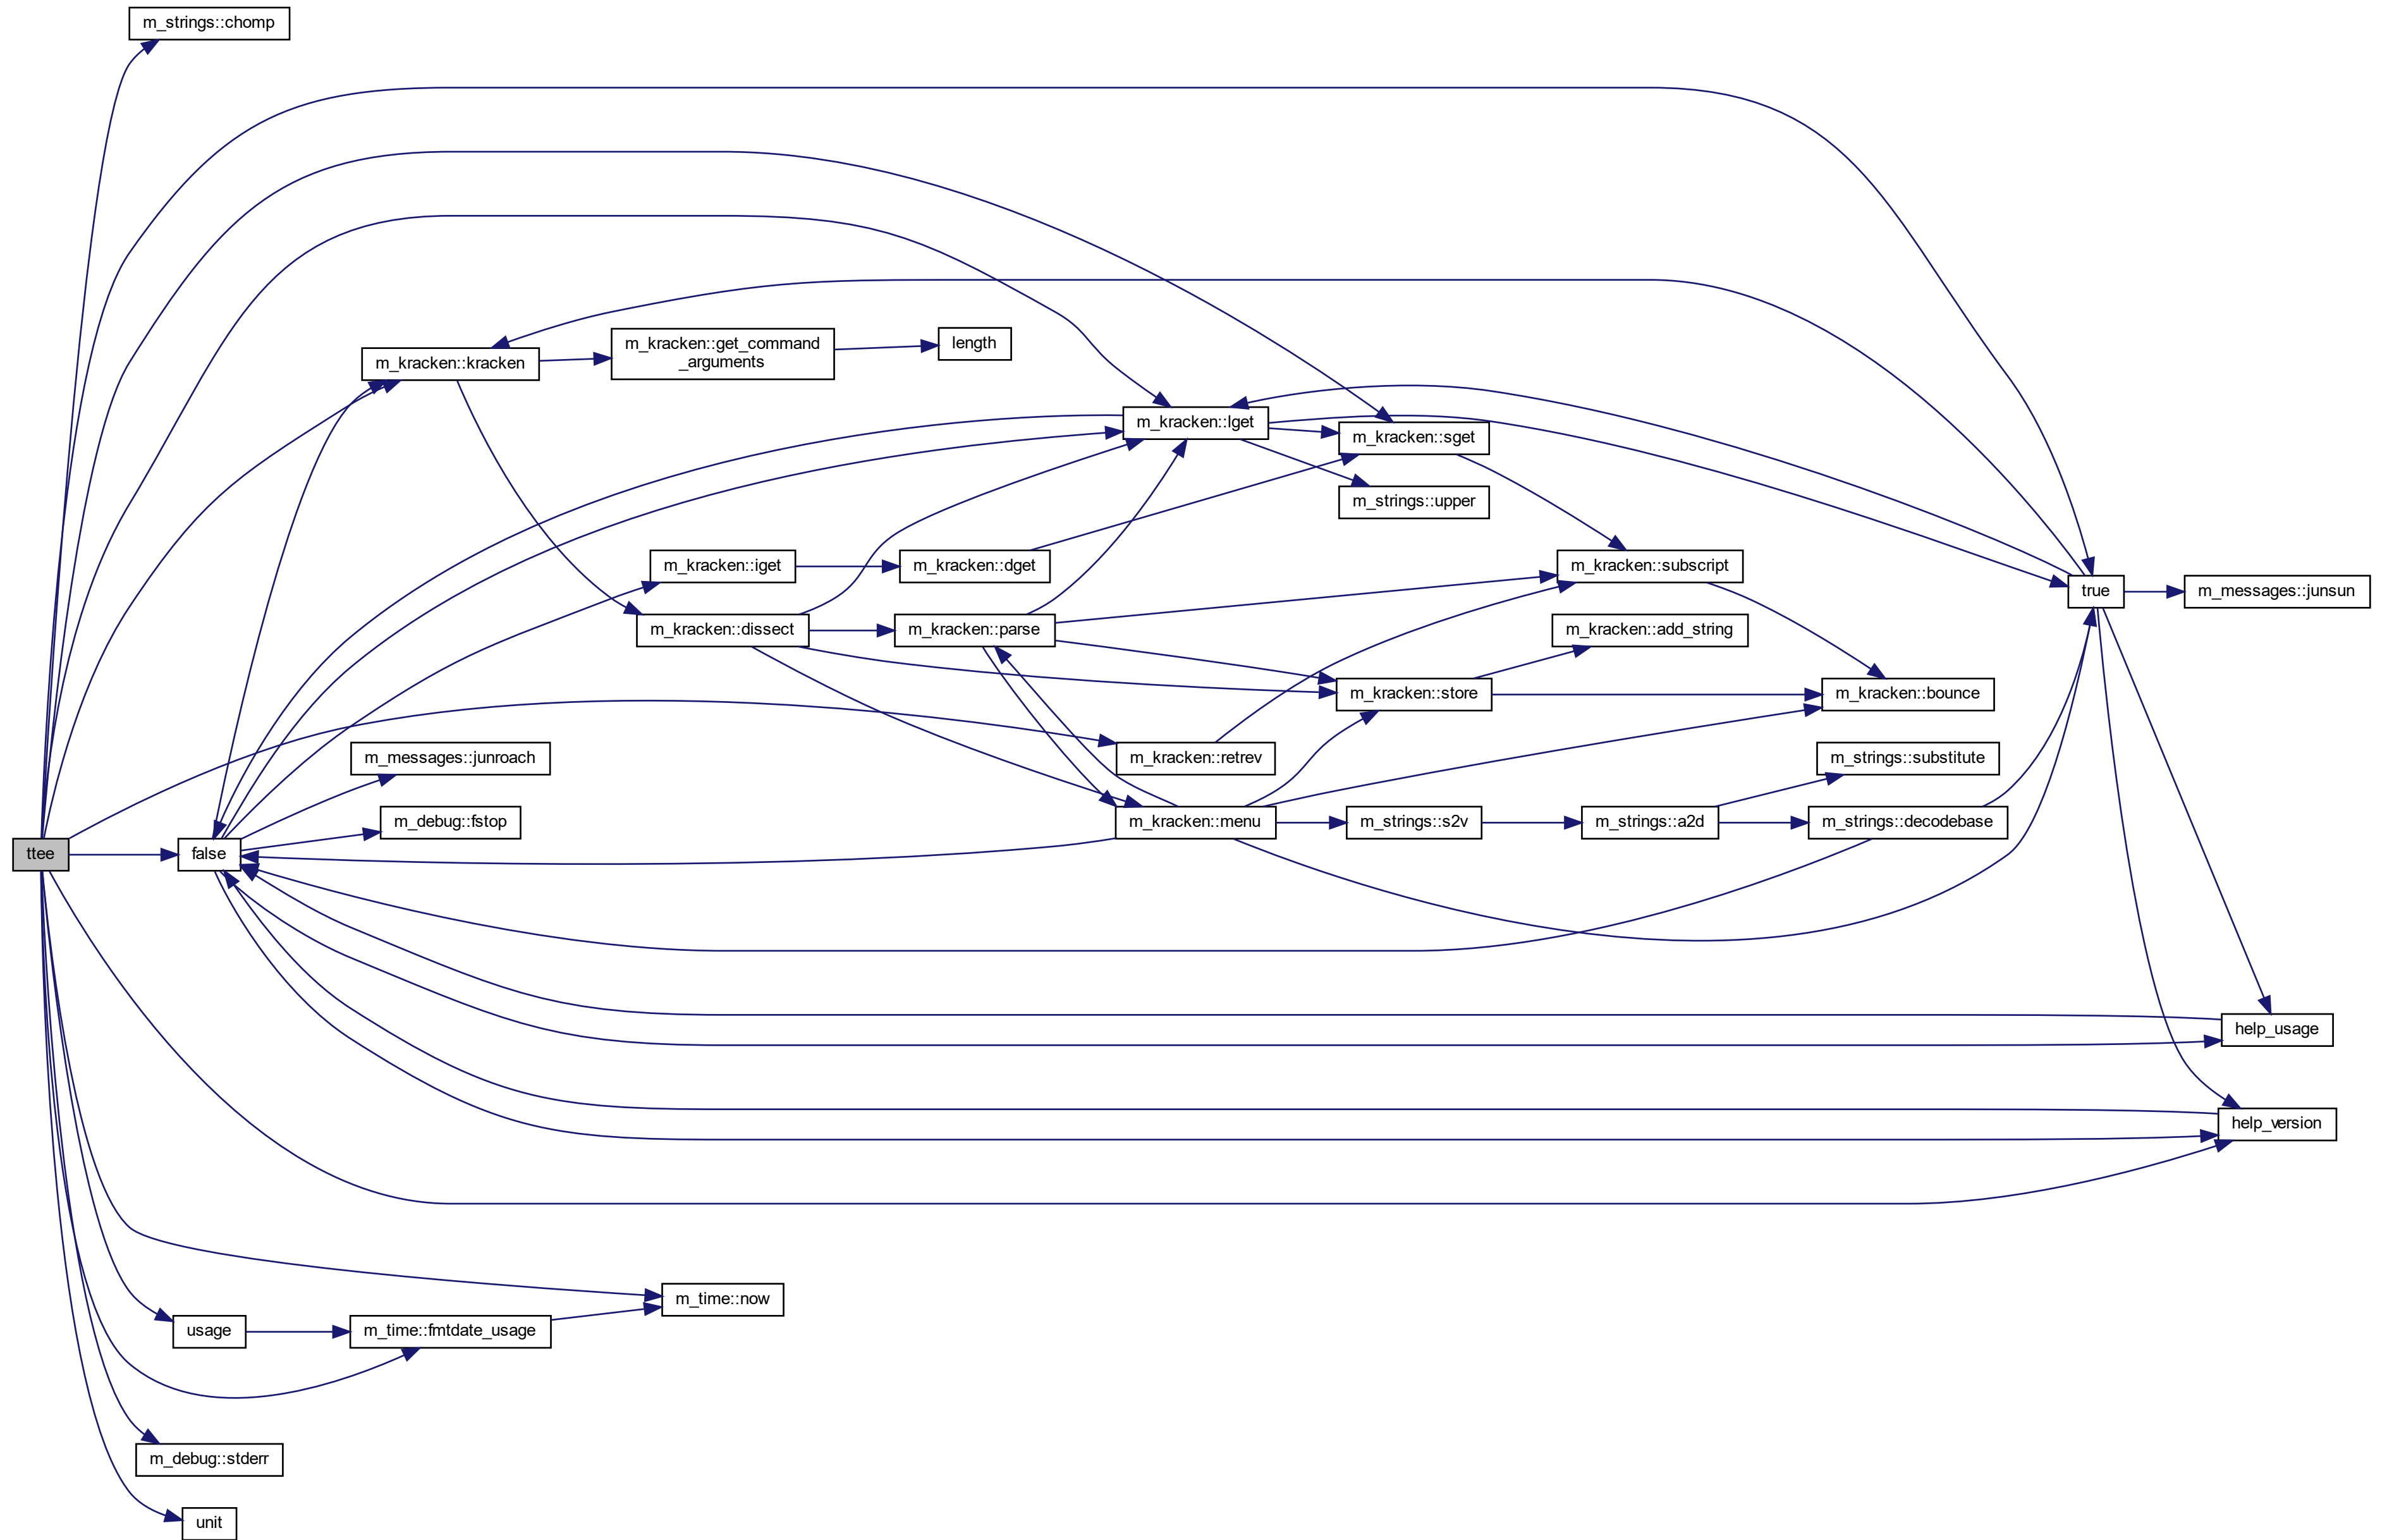 m_strings::chomp
m_kracken::kracken
m_kracken::get_command
_arguments
length
m_kracken::lget
m_kracken::sget
m_strings::upper
m_kracken::iget
m_kracken::dget
m_kracken::subscript
true
m_messages::junsun
m_kracken::dissect
m_kracken::parse
m_kracken::add_string
m_kracken::store
m_kracken::bounce
m_messages::junroach
m_kracken::retrev
m_strings::substitute
m_debug::fstop
m_kracken::menu
m_strings::s2v
m_strings::a2d
m_strings::decodebase
ttee
false
help_usage
help_version
m_time::now
usage
m_time::fmtdate_usage
m_debug::stderr
unit